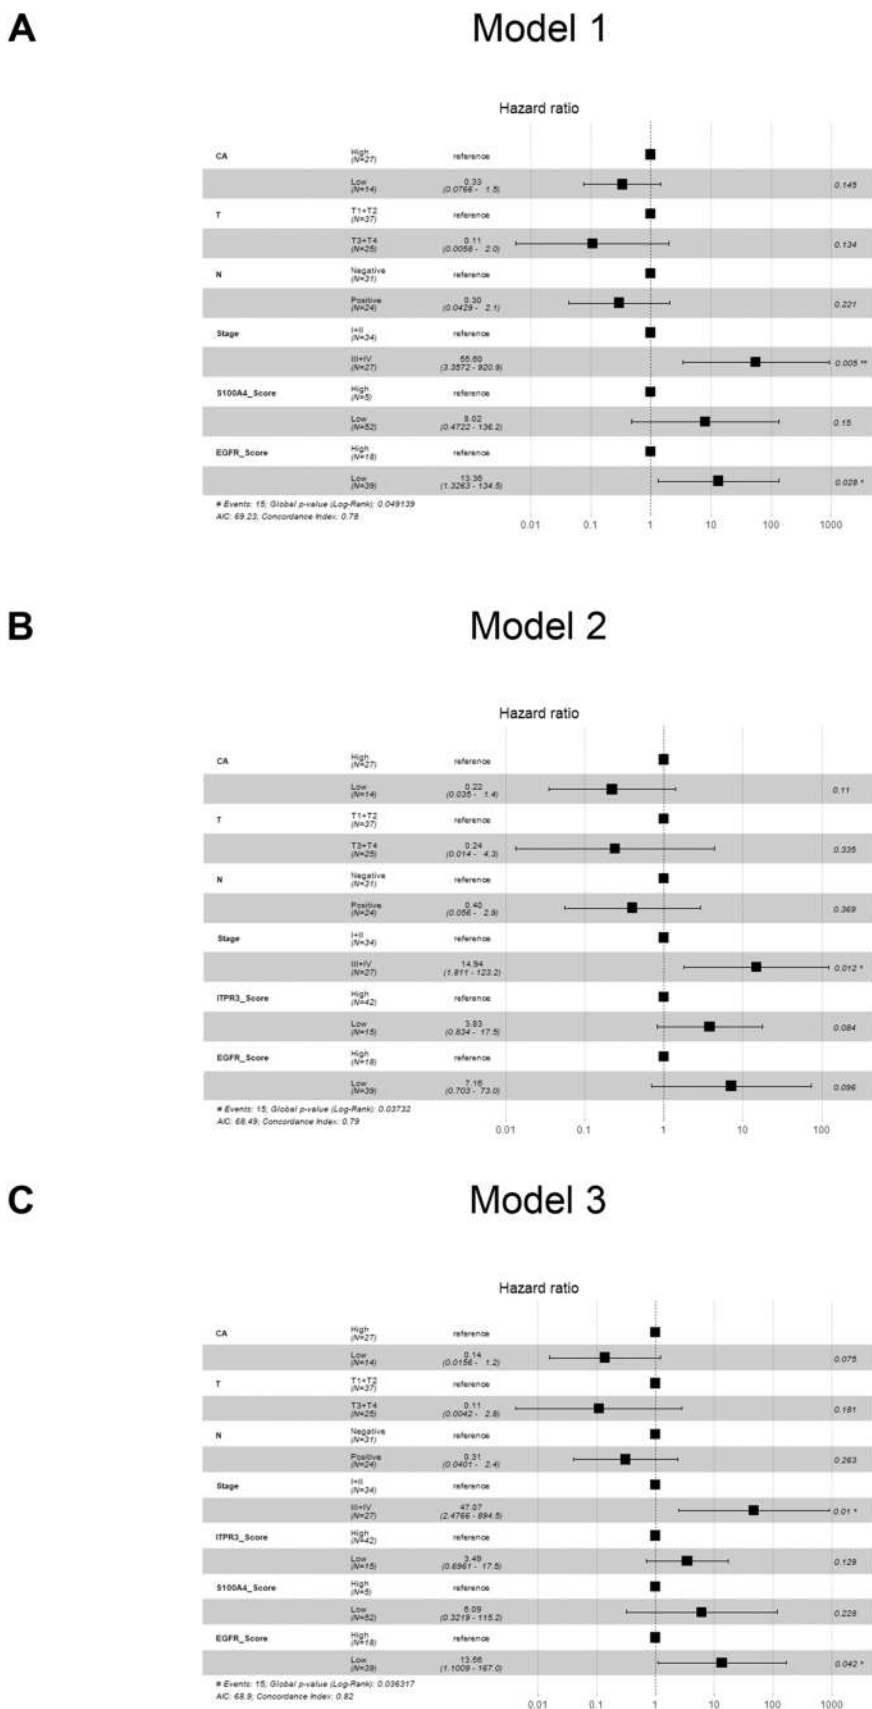 A
Model 1
Hazard ratio
CA High (N=27) reference
Low (N=14) 0.33 (0.0766 - 1.5) 0.145
T T1+T2 (N=37) reference
T3+T4 (N=25) 0.11 (0.0056 - 2.0) 0.134
N Negative (N=31) reference
Positive (N=24) 0.30 (0.0429 - 2.1) 0.221
Stage I+II (N=34) reference
III+IV (N=27) 55.60 (3.3572 - 920.9) 0.005 **
S100A4_Score High (N=5) reference
Low (N=52) 8.02 (0.4722 - 136.2) 0.15
EGFR_Score High (N=18) reference
Low (N=39) 13.36 (1.3263 - 134.5) 0.028 *
# Events: 15; Global p-value (Log-Rank): 0.049139
AIC: 69.23; Concordance Index: 0.78
0.01 0.1 1 10 100 1000
B
Model 2
Hazard ratio
CA High (N=27) reference
Low (N=14) 0.22 (0.035 - 1.4) 0.11
T T1+T2 (N=37) reference
T3+T4 (N=25) 0.24 (0.014 - 4.3) 0.335
N Negative (N=31) reference
Positive (N=24) 0.40 (0.056 - 2.9) 0.369
Stage I+II (N=34) reference
III+IV (N=27) 14.94 (1.811 - 123.2) 0.012 *
ITPR3_Score High (N=42) reference
Low (N=15) 3.83 (0.834 - 17.5) 0.084
EGFR_Score High (N=18) reference
Low (N=39) 7.16 (0.703 - 73.0) 0.096
# Events: 15; Global p-value (Log-Rank): 0.03732
AIC: 68.49; Concordance Index: 0.79
0.01 0.1 1 10 100
C
Model 3
Hazard ratio
CA High (N=27) reference
Low (N=14) 0.14 (0.0156 - 1.2) 0.075
T T1+T2 (N=37) reference
T3+T4 (N=25) 0.11 (0.0042 - 2.8) 0.181
N Negative (N=31) reference
Positive (N=24) 0.31 (0.0401 - 2.4) 0.263
Stage I+II (N=34) reference
III+IV (N=27) 47.07 (2.4766 - 894.5) 0.01 *
ITPR3_Score High (N=42) reference
Low (N=15) 3.49 (0.6961 - 17.5) 0.129
S100A4_Score High (N=5) reference
Low (N=52) 6.09 (0.3219 - 115.2) 0.228
EGFR_Score High (N=18) reference
Low (N=39) 13.56 (1.1009 - 167.0) 0.042 *
# Events: 15; Global p-value (Log-Rank): 0.036317
AIC: 68.9; Concordance Index: 0.82
0.01 0.1 1 10 100 1000